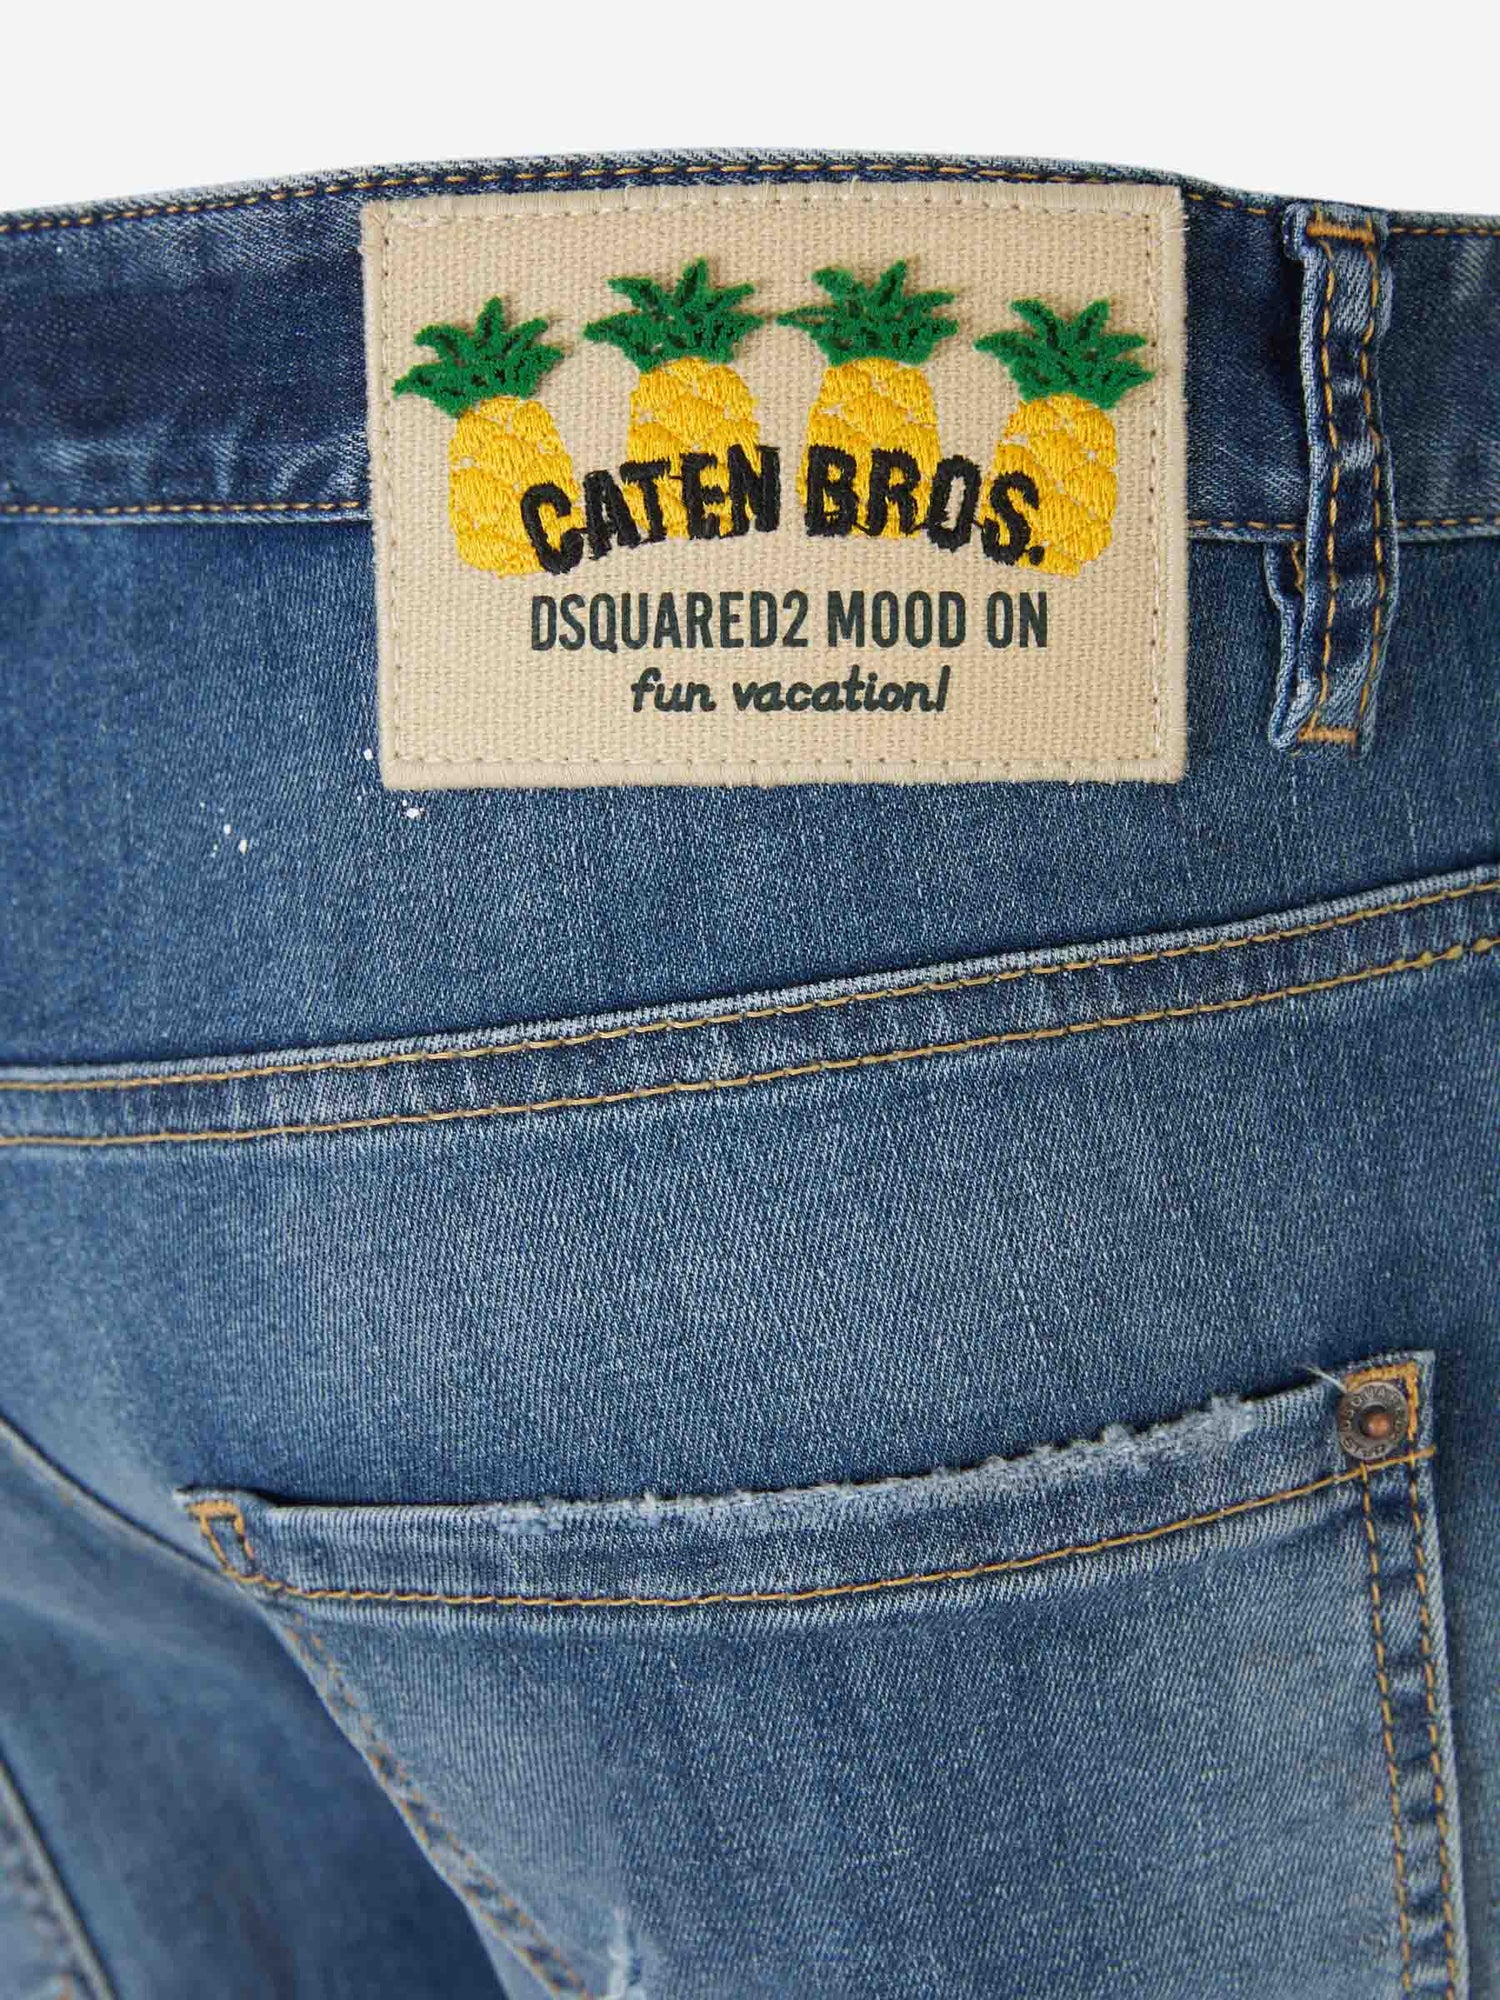 CATEN BROS.
DSQUARED2 MOOD ON
fun vacation!